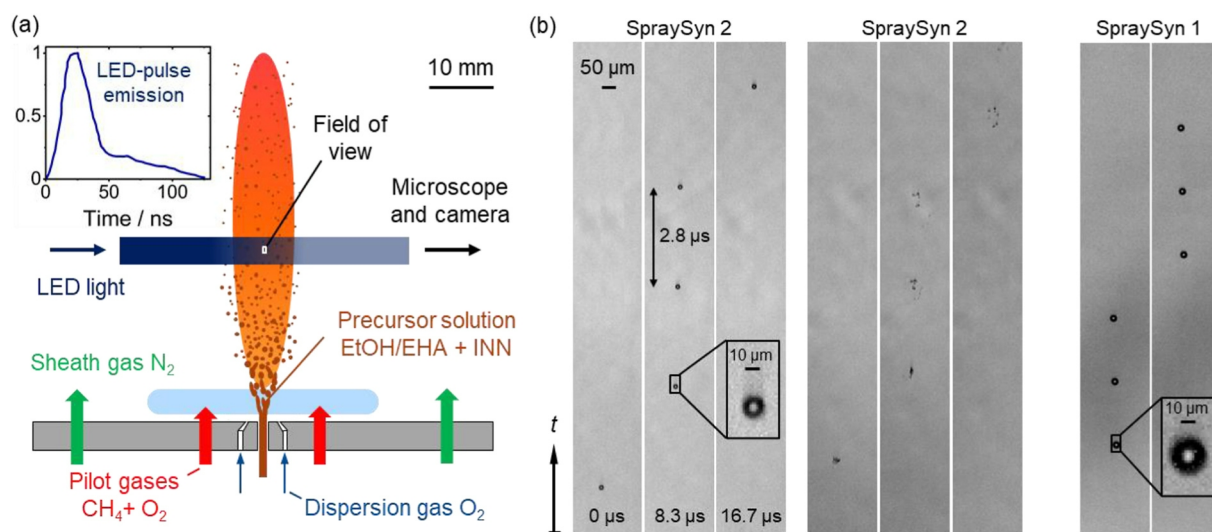 (a)
1
0.5
0
0
50
100
Time / ns
LED-pulse
emission
10 mm
Field of
view
Microscope
and camera
LED light
Precursor solution
EtOH/EHA + INN
Sheath gas N₂
Pilot gases
CH₄+ O₂
Dispersion gas O₂
(b)
SpraySyn 2
SpraySyn 2
SpraySyn 1
50 µm
2.8 µs
10 µm
10 µm
t
0 µs
8.3 µs
16.7 µs